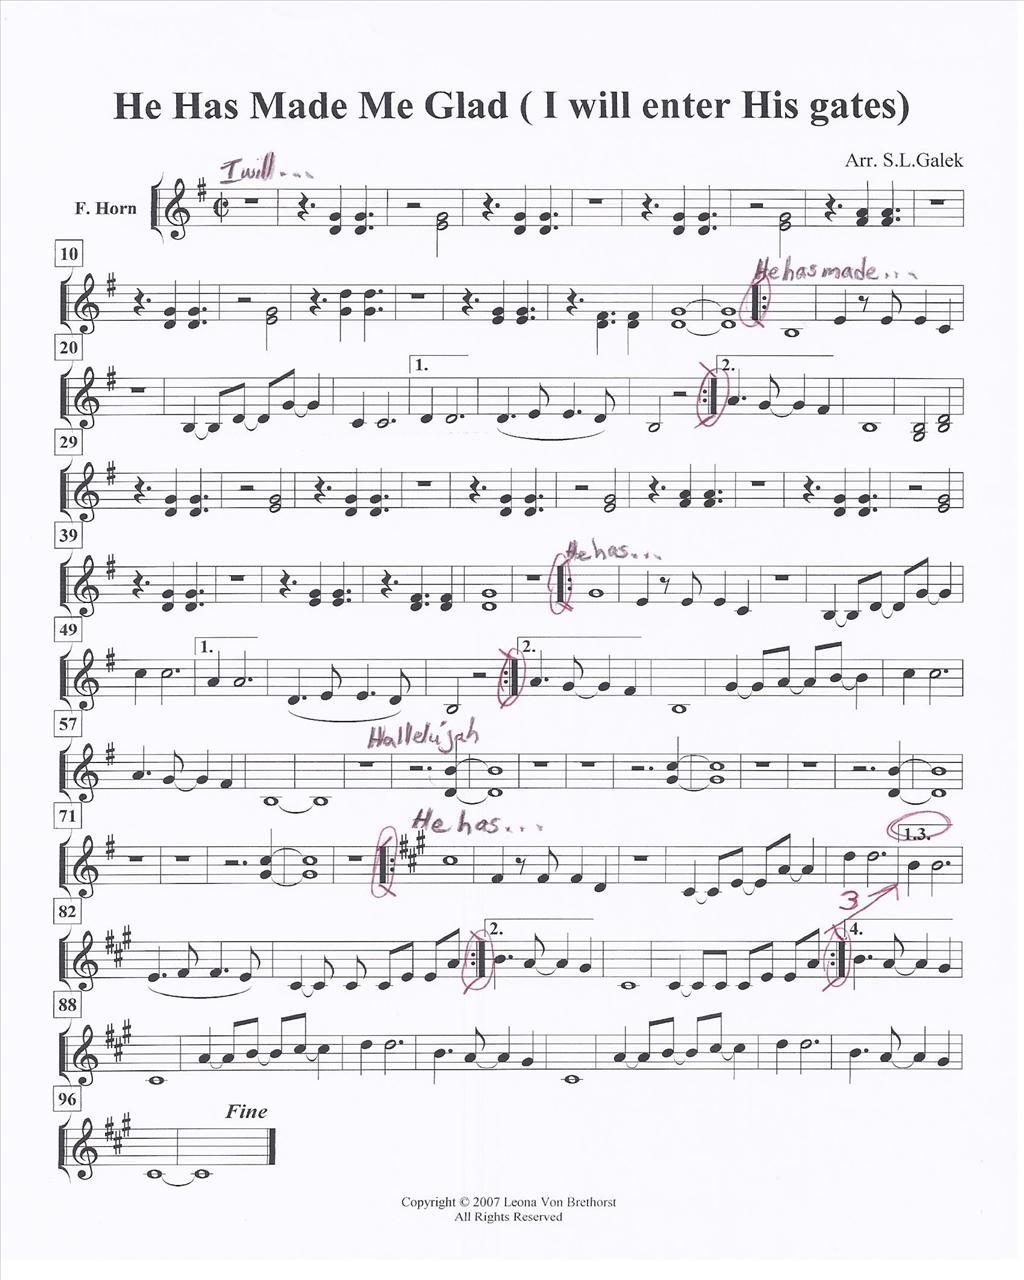 He Has Made Me Glad ( I will enter His gates)
Arr. S.L.Galek
I will...
F. Horn
10
He has made...
20
1.
2.
29
39
He has...
49
1.
2.
57
Hallelujah
71
He has...
1.3.
3
82
2.
4.
88
96
Fine
Copyright © 2007 Leona Von Brethorst
All Rights Reserved